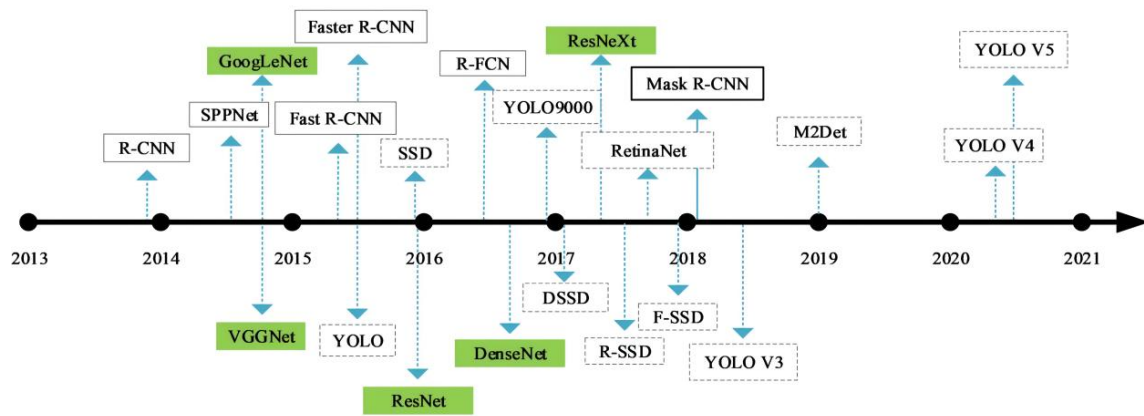 Faster R-CNN
ResNeXt
GoogLeNet
R-FCN
YOLO V5
Mask R-CNN
SPPNet
Fast R-CNN
YOLO9000
R-CNN
SSD
RetinaNet
M2Det
YOLO V4
2013
2014
2015
2016
2017
2018
2019
2020
2021
DSSD
F-SSD
VGGNet
YOLO
DenseNet
R-SSD
YOLO V3
ResNet